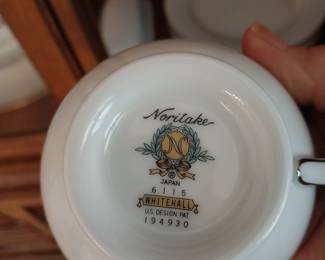 Noritake
N
®
JAPAN
6115
WHITEHALL
U.S. DESIGN PAT.
194930